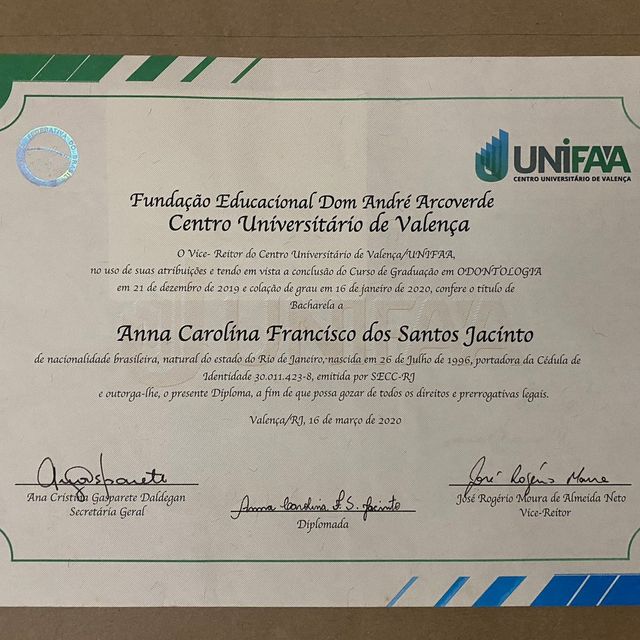 UNIFAA
CENTRO UNIVERSITÁRIO DE VALENÇA
Fundação Educacional Dom André Arcoverde
Centro Universitário de Valença
O Vice- Reitor do Centro Universitário de Valença/UNIFAA,
no uso de suas atribuições e tendo em vista a conclusão do Curso de Graduação em ODONTOLOGIA
em 21 de dezembro de 2019 e colação de grau em 16 de janeiro de 2020, confere o título de
Bacharela a
Anna Carolina Francisco dos Santos Jacinto
de nacionalidade brasileira, natural do estado do Rio de Janeiro, nascida em 26 de Julho de 1996, portadora da Cédula de
Identidade 30.011.423-8, emitida por SECC-RJ
e outorga-lhe, o presente Diploma, a fim de que possa gozar de todos os direitos e prerrogativas legais.
Valença/RJ, 16 de março de 2020
Ana Cristina Gasparete Daldegan
Secretária Geral
Anna Carolina F. S. Jacinto
Diplomada
José Rogério Moura
José Rogério Moura de Almeida Neto
Vice-Reitor